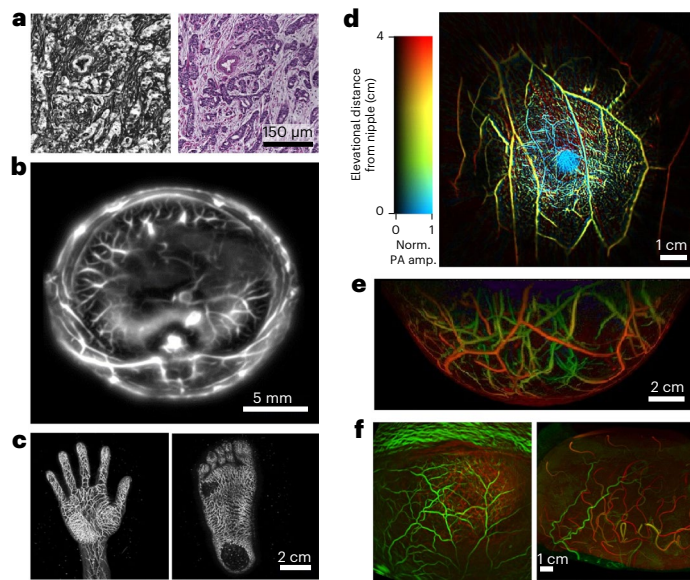 a
150 µm
b
5 mm
c
2 cm
d
4
Elevational distance
from nipple (cm)
0
0 1
Norm.
PA amp.
1 cm
e
2 cm
f
1 cm